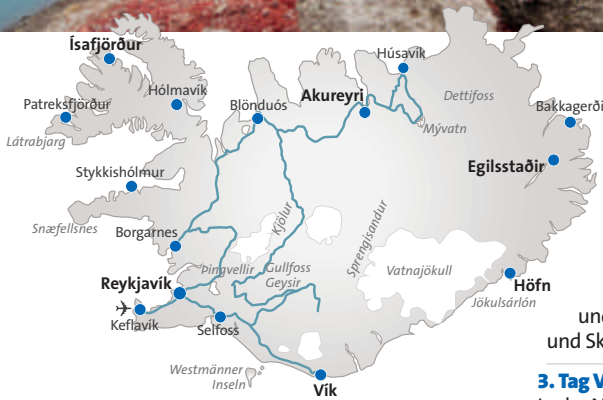 Ísafjörður
Húsavík
Hólmavík
Akureyri
Dettifoss
Patreksfjörður
Blönduós
Bakkagerði
Mývatn
Látrabjarg
Egilsstaðir
Stykkishólmur
Snæfellsnes
Kjölur
Sprengisandur
Borgarnes
Þingvellir
Gullfoss
Geysir
Vatnajökull
Reykjavík
Höfn
Jökulsárlón
Keflavík
Selfoss
und Sk
Westmänner
Inseln
Vík
3. Tag V